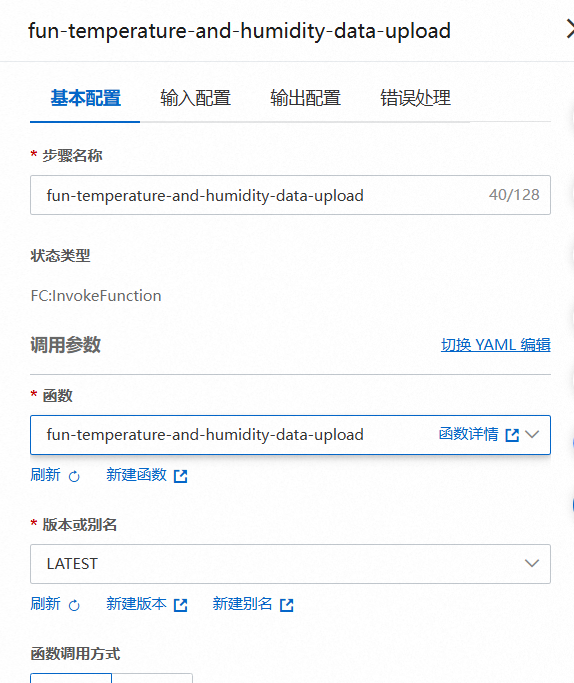 fun-temperature-and-humidity-data-upload
基本配置 输入配置 输出配置 错误处理
* 步骤名称
fun-temperature-and-humidity-data-upload 40/128
状态类型
FC:InvokeFunction
调用参数 切换 YAML 编辑
* 函数
fun-temperature-and-humidity-data-upload 函数详情
刷新 新建函数
* 版本或别名
LATEST
刷新 新建版本 新建别名
函数调用方式